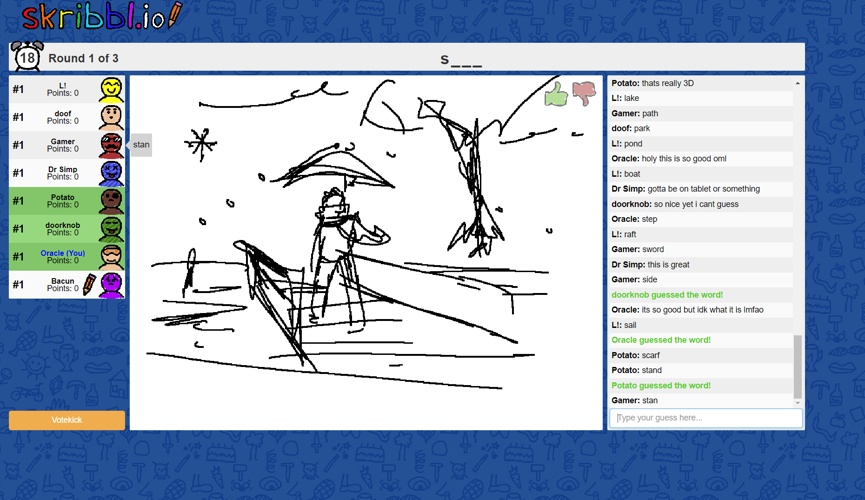 skribbl.io
18
Round 1 of 3
s___
#1
L!
Points: 0
#1
doof
Points: 0
#1
Gamer
Points: 0
stan
#1
Dr Simp
Points: 0
#1
Potato
Points: 0
#1
doorknob
Points: 0
#1
Oracle (You)
Points: 0
#1
Bacun
Points: 0
Votekick
Potato: thats really 3D
L!: lake
Gamer: path
doof: park
L!: pond
Oracle: holy this is so good oml
L!: boat
Dr Simp: gotta be on tablet or something
doorknob: so nice yet i cant guess
Oracle: step
L!: raft
Gamer: sword
Dr Simp: this is great
Gamer: side
doorknob guessed the word!
Oracle: its so good but idk what it is lmfao
L!: sail
Oracle guessed the word!
Potato: scarf
Potato: stand
Potato guessed the word!
Gamer: stan
Type your guess here...